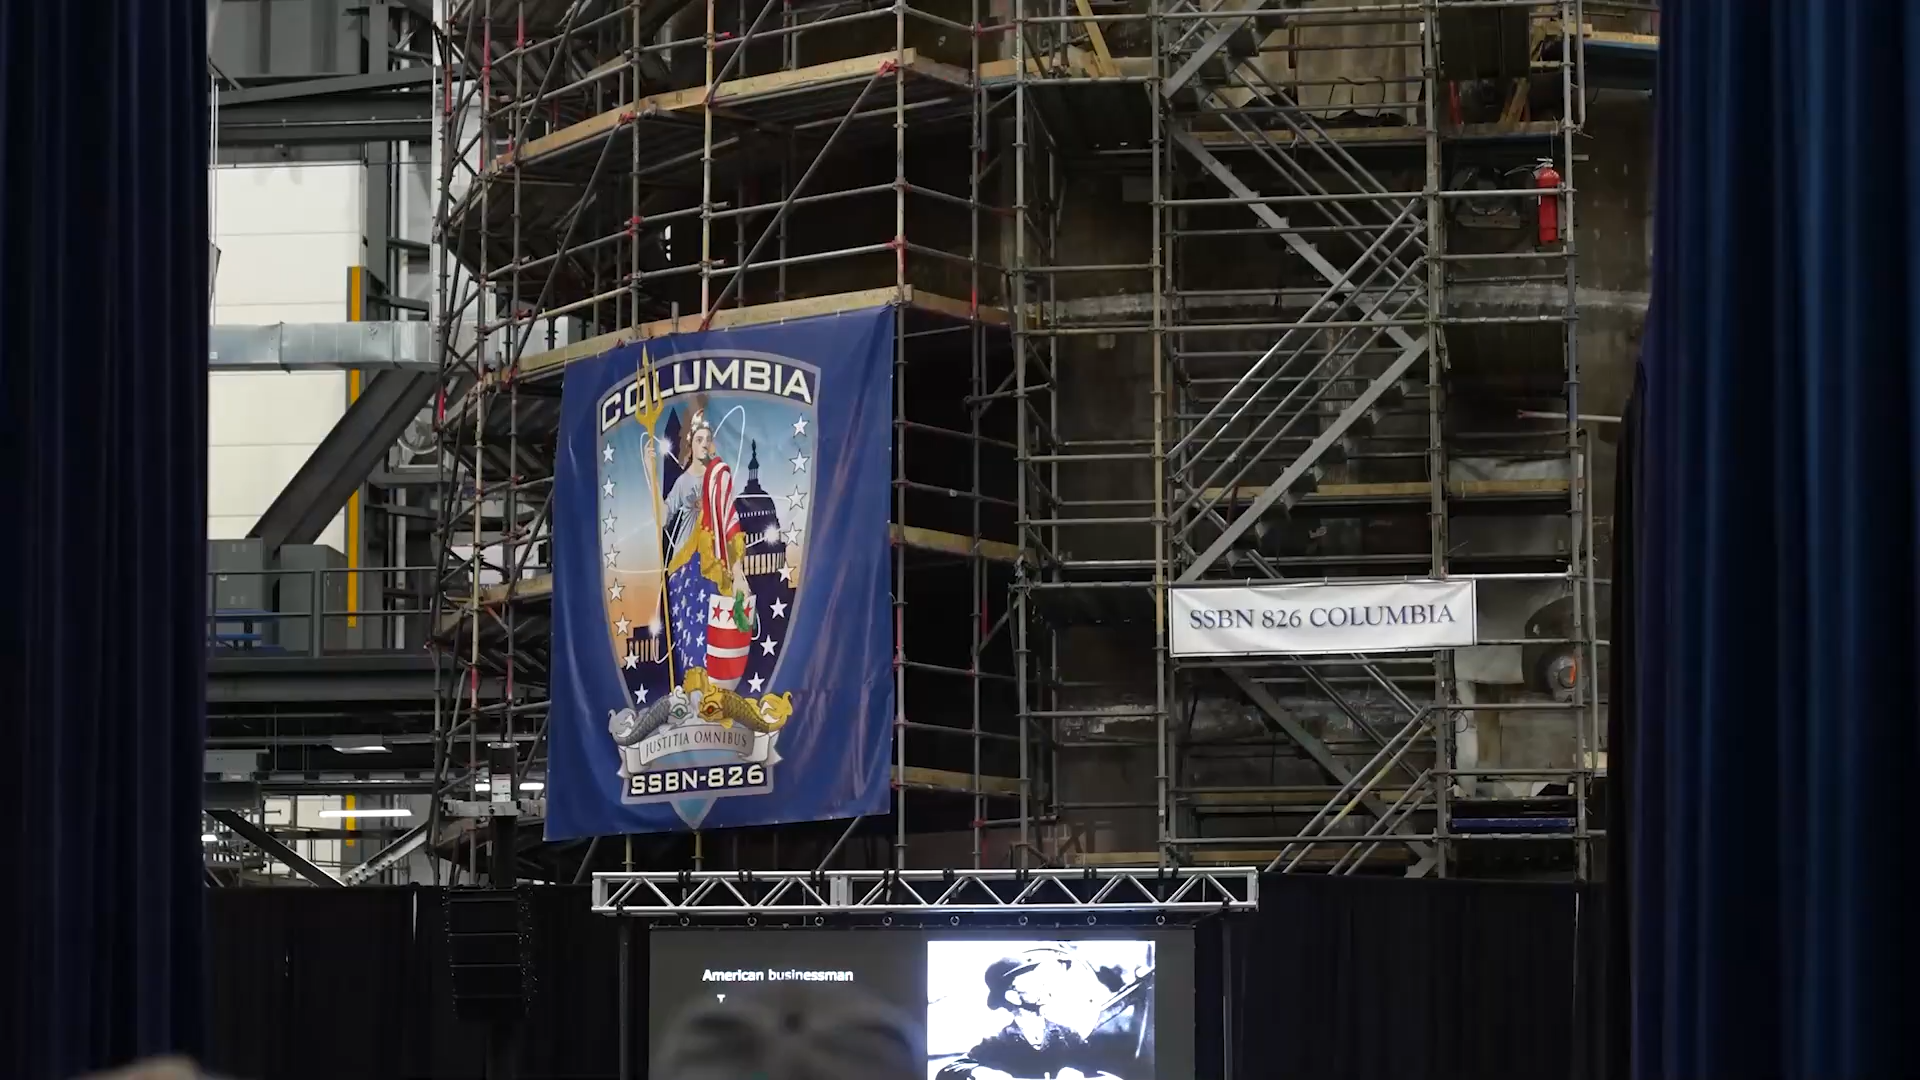 COLUMBIA
JUSTITIA OMNIBUS
SSBN-826
SSBN 826 COLUMBIA
American businessman